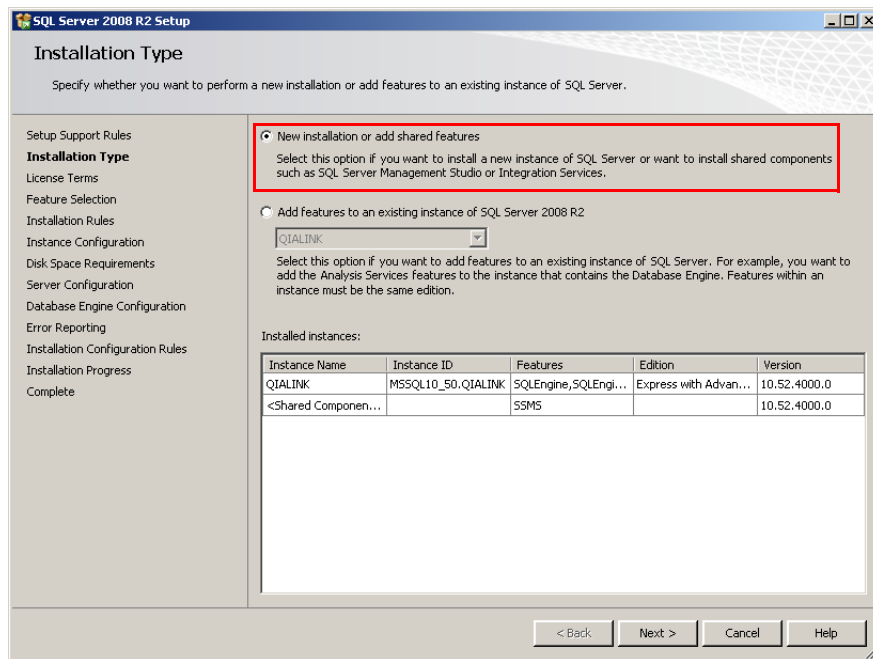 SQL Server 2008 R2 Setup
Installation Type
Specify whether you want to perform a new installation or add features to an existing instance of SQL Server.
Setup Support Rules
Installation Type
License Terms
Feature Selection
Installation Rules
Instance Configuration
Disk Space Requirements
Server Configuration
Database Engine Configuration
Error Reporting
Installation Configuration Rules
Installation Progress
Complete
New installation or add shared features
Select this option if you want to install a new instance of SQL Server or want to install shared components
such as SQL Server Management Studio or Integration Services.
Add features to an existing instance of SQL Server 2008 R2
QIALINK
Select this option if you want to add features to an existing instance of SQL Server. For example, you want to
add the Analysis Services features to the instance that contains the Database Engine. Features within an
instance must be the same edition.
Installed instances:
Instance Name Instance ID Features Edition Version
QIALINK MSSQL10_50.QIALINK SQLEngine,SQLEngi... Express with Advan... 10.52.4000.0
<Shared Componen... SSMS 10.52.4000.0
< Back Next > Cancel Help